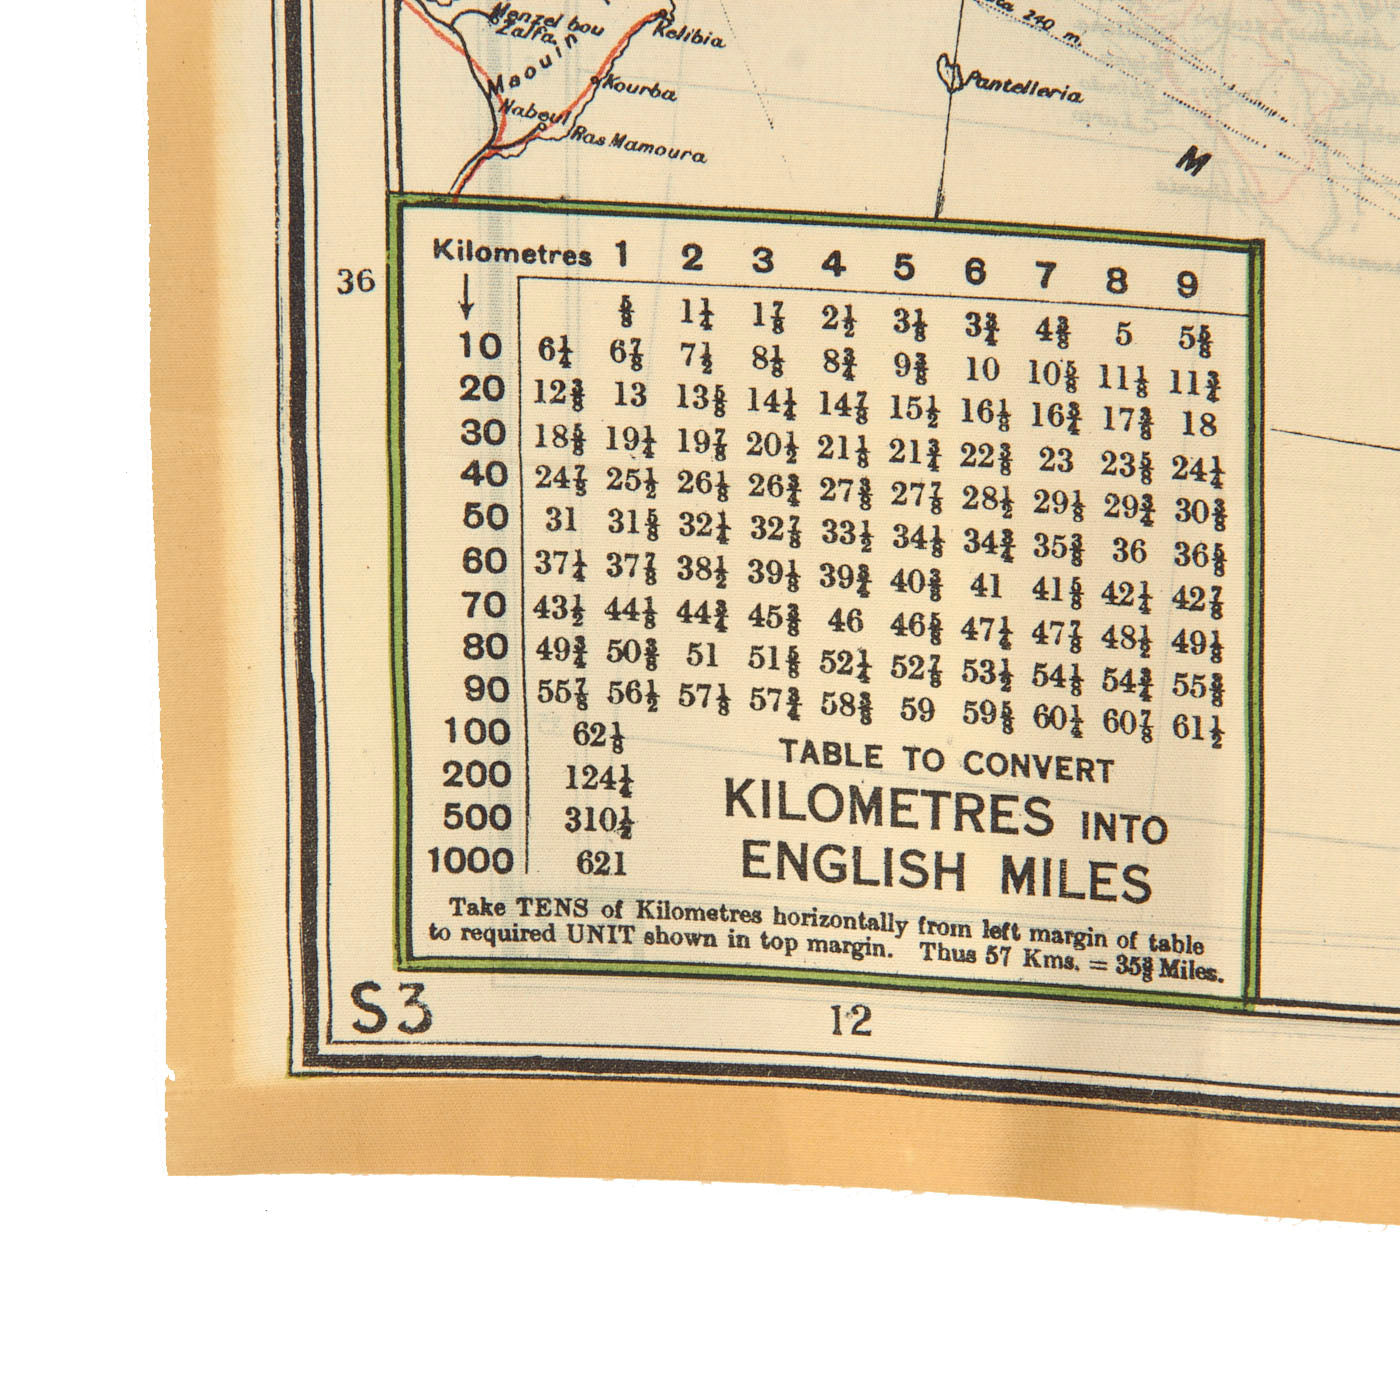 Menzel bou
Zalfa
Maouin
Kelibia
Kourba
Nabeul
Ras Mamoura
240 m.
Pantelleria
M
36
Kilometres 1 2 3 4 5 6 7 8 9
↓ ⅝ 1¼ 1⅞ 2½ 3⅛ 3¾ 4⅜ 5 5⅝
10 6¼ 6⅞ 7½ 8⅛ 8¾ 9⅜ 10 10⅝ 11⅛ 11¾
20 12⅜ 13 13⅝ 14¼ 14⅞ 15½ 16⅛ 16¾ 17⅜ 18
30 18⅝ 19¼ 19⅞ 20½ 21⅛ 21¾ 22⅜ 23 23⅝ 24¼
40 24⅞ 25½ 26⅛ 26¾ 27⅜ 27⅞ 28½ 29⅛ 29¾ 30⅜
50 31 31⅝ 32¼ 32⅞ 33½ 34⅛ 34¾ 35⅜ 36 36⅝
60 37¼ 37⅞ 38½ 39⅛ 39¾ 40⅜ 41 41⅝ 42¼ 42⅞
70 43½ 44⅛ 44¾ 45⅜ 46 46⅝ 47¼ 47⅞ 48½ 49⅛
80 49¾ 50⅜ 51 51⅝ 52¼ 52⅞ 53½ 54⅛ 54¾ 55⅜
90 55⅞ 56½ 57⅛ 57¾ 58⅜ 59 59⅝ 60¼ 60⅞ 61½
100 62⅛
200 124¼
500 310½
1000 621
TABLE TO CONVERT
KILOMETRES INTO
ENGLISH MILES
Take TENS of Kilometres horizontally from left margin of table
to required UNIT shown in top margin. Thus 57 Kms. = 35⅜ Miles.
S3
12